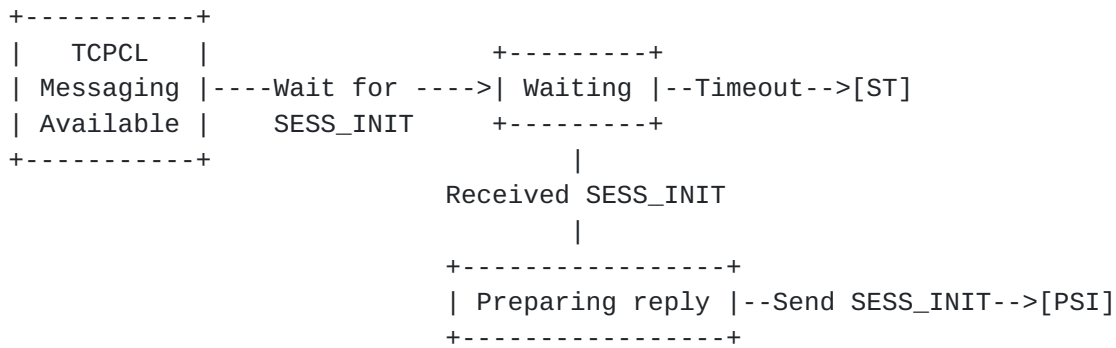 +-----------+
|   TCPCL   |                 +---------+
| Messaging |----Wait for ---->| Waiting |--Timeout-->[ST]
| Available |    SESS_INIT     +---------+
+-----------+                       |
                            Received SESS_INIT
                                    |
                            +-----------------+
                            | Preparing reply |--Send SESS_INIT-->[PSI]
                            +-----------------+